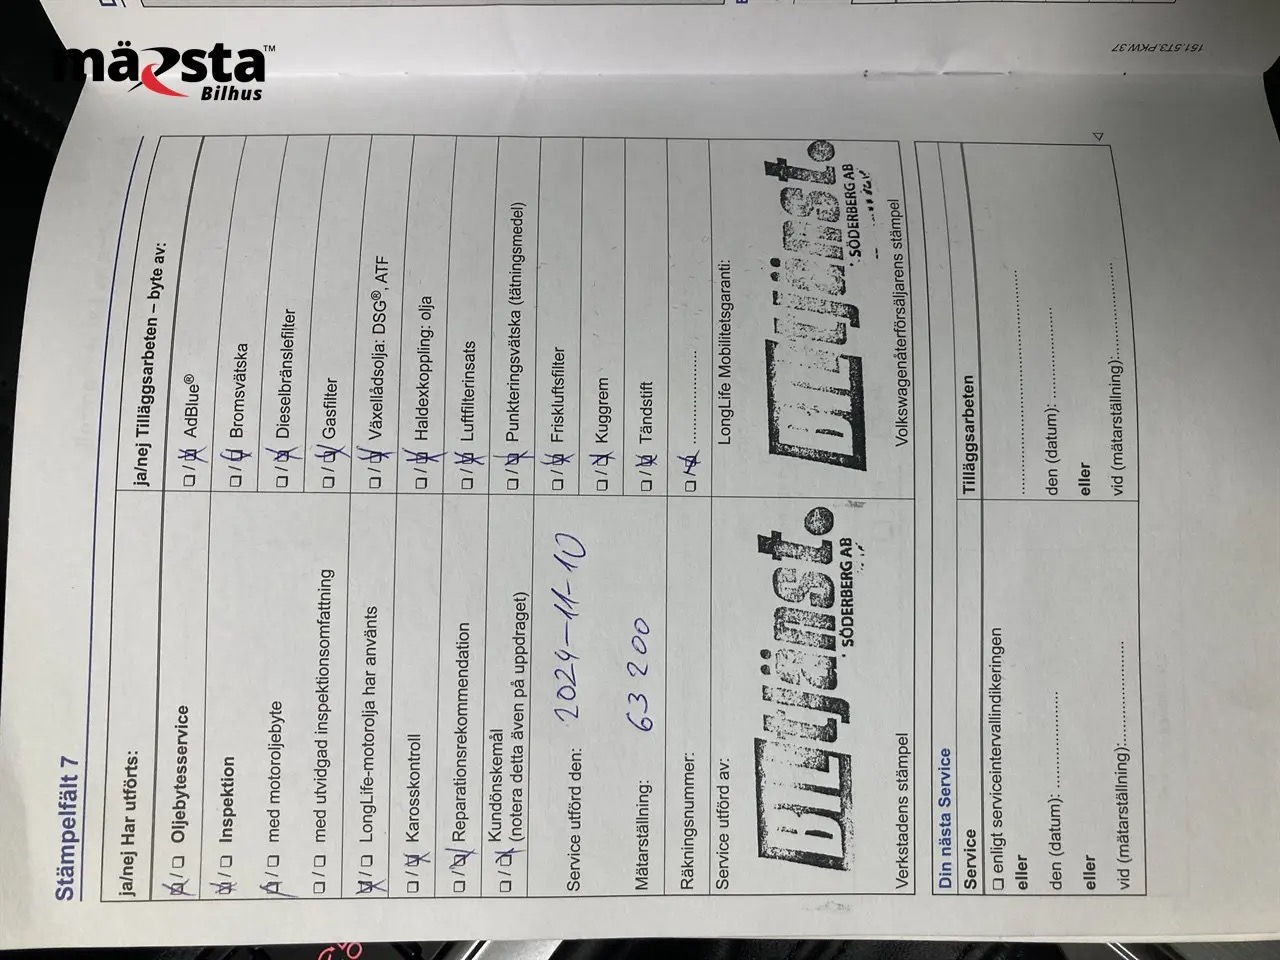 märsta™
Bilhus
151.5T3.PKW.37
Stämpelfält 7
ja/nej Har utförts:
☒ / ☐ Oljebytesservice
☒ / ☐ Inspektion
☒ / ☐ med motoroljebyte
☐ / ☐ med utvidgad inspektionsomfattning
☒ / ☐ LongLife-motorolja har använts
☐ / ☒ Karosskontroll
☐ / ☒ Reparationsrekommendation
☐ / ☒ Kundönskemål
(notera detta även på uppdraget)
Service utförd den: 2024-11-10
Mätarställning: 63 200
Räkningsnummer:
Service utförd av:
BILtjänst.
SÖDERBERG AB
Verkstadens stämpel
ja/nej Tilläggsarbeten – byte av:
☐ / ☒ AdBlue®
☐ / ☒ Bromsvätska
☐ / ☒ Dieselbränslefilter
☐ / ☒ Gasfilter
☐ / ☒ Växellådsolja: DSG®, ATF
☐ / ☒ Haldexkoppling: olja
☐ / ☒ Luftfilterinsats
☐ / ☒ Punkteringsvätska (tätningsmedel)
☐ / ☒ Friskluftsfilter
☐ / ☒ Kuggrem
☐ / ☒ Tändstift
☐ / ☒ ........................
LongLife Mobilitetsgaranti:
BILtjänst.
SÖDERBERG AB
Volkswagenåterförsäljarens stämpel
Din nästa Service
Service
☐ enligt serviceintervallindikeringen
eller
den (datum): ........................
eller
vid (mätarställning):........................
Tilläggsarbeten
........................
den (datum): ........................
eller
vid (mätarställning):........................